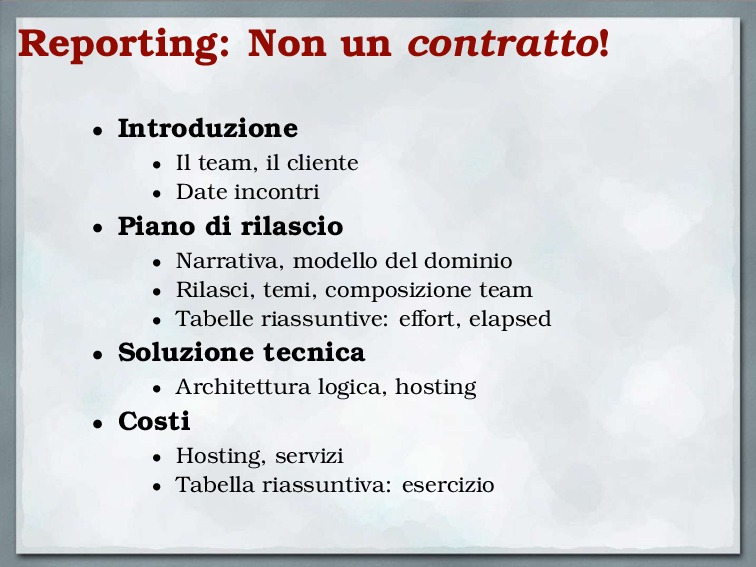 Reporting: Non un contratto!
• Introduzione
• Il team, il cliente
• Date incontri
• Piano di rilascio
• Narrativa, modello del dominio
• Rilasci, temi, composizione team
• Tabelle riassuntive: effort, elapsed
• Soluzione tecnica
• Architettura logica, hosting
• Costi
• Hosting, servizi
• Tabella riassuntiva: esercizio